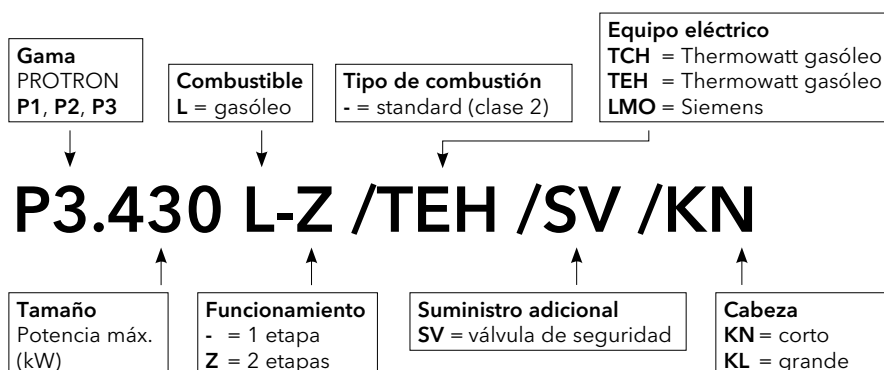 Gama
PROTRON
P1, P2, P3
Combustible
L = gasóleo
Tipo de combustión
- = standard (clase 2)
Equipo eléctrico
TCH = Thermowatt gasóleo
TEH = Thermowatt gasóleo
LMO = Siemens
P3.430 L-Z /TEH /SV /KN
Tamaño
Potencia máx.
(kW)
Funcionamiento
- = 1 etapa
Z = 2 etapas
Suministro adicional
SV = válvula de seguridad
Cabeza
KN = corto
KL = grande